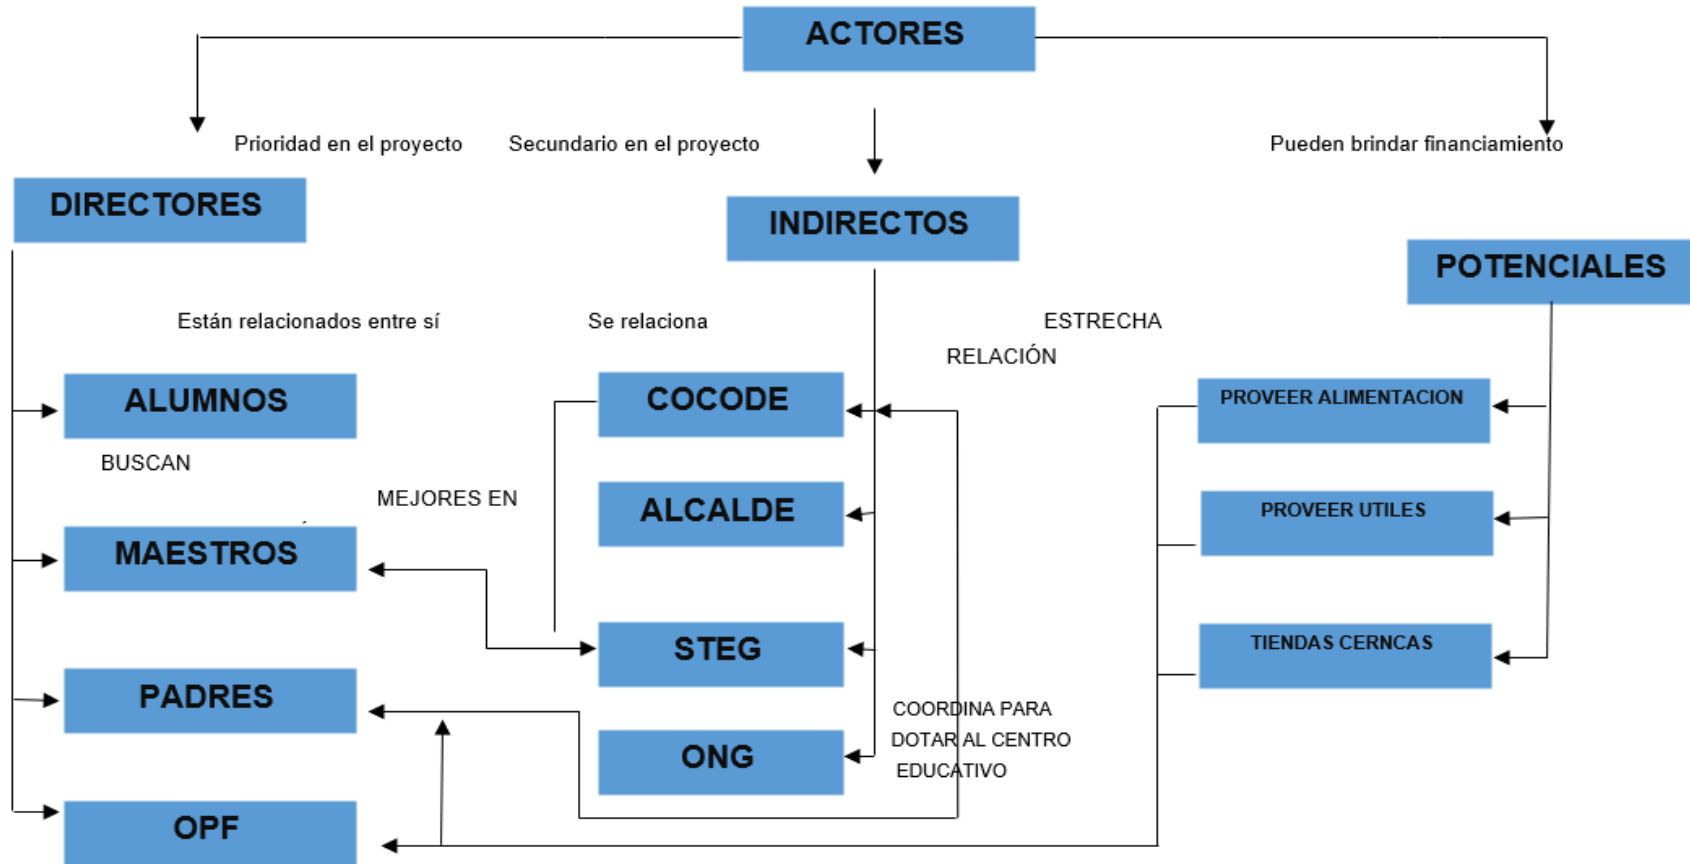 ACTORES
Prioridad en el proyecto
Secundario en el proyecto
Pueden brindar financiamiento
DIRECTORES
INDIRECTOS
POTENCIALES
Están relacionados entre sí
Se relaciona
ESTRECHA
RELACIÓN
ALUMNOS
COCODE
PROVEER ALIMENTACION
BUSCAN
MEJORES EN
ALCALDE
PROVEER UTILES
MAESTROS
STEG
TIENDAS CERNCAS
PADRES
ONG
COORDINA PARA
DOTAR AL CENTRO
EDUCATIVO
OPF